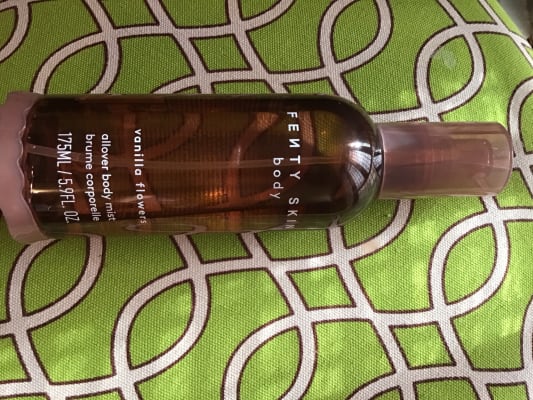 FENTY SKIN
body
vanilla flowers
allover body mist
brume corporelle
175ML / 5.9FL. OZ